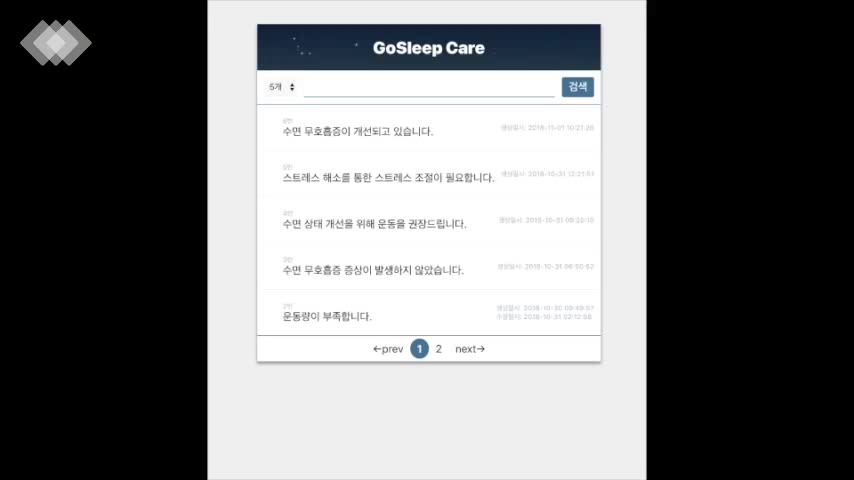 GoSleep Care
5개
검색
6번
수면 무호흡증이 개선되고 있습니다.
생성일시: 2018-11-01 10:21:26
5번
스트레스 해소를 통한 스트레스 조절이 필요합니다.
생성일시: 2018-10-31 12:21:51
4번
수면 상태 개선을 위해 운동을 권장드립니다.
생성일시: 2018-10-31
3번
수면 무호흡증 증상이 발생하지 않았습니다.
생성일시: 2018-10-31
2번
운동량이 부족합니다.
생성일시: 2018-10-30 09:49:07
수정일시: 2018-10-31 02:12:58
←prev 1 2 next→